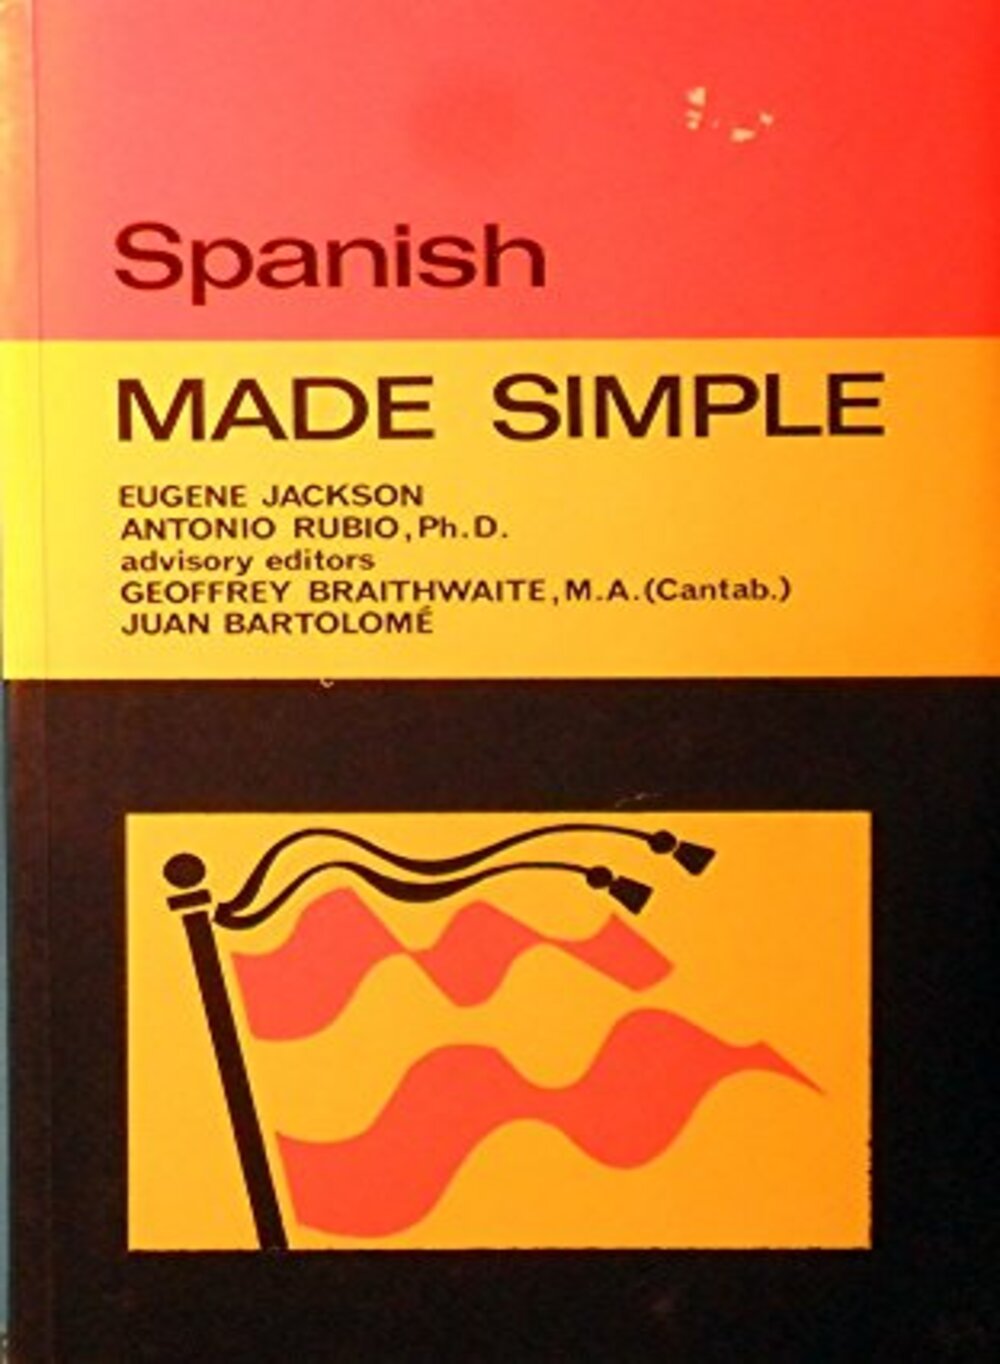 Spanish
MADE SIMPLE
EUGENE JACKSON
ANTONIO RUBIO, Ph.D.
advisory editors
GEOFFREY BRAITHWAITE, M.A.(Cantab.)
JUAN BARTOLOMÉ